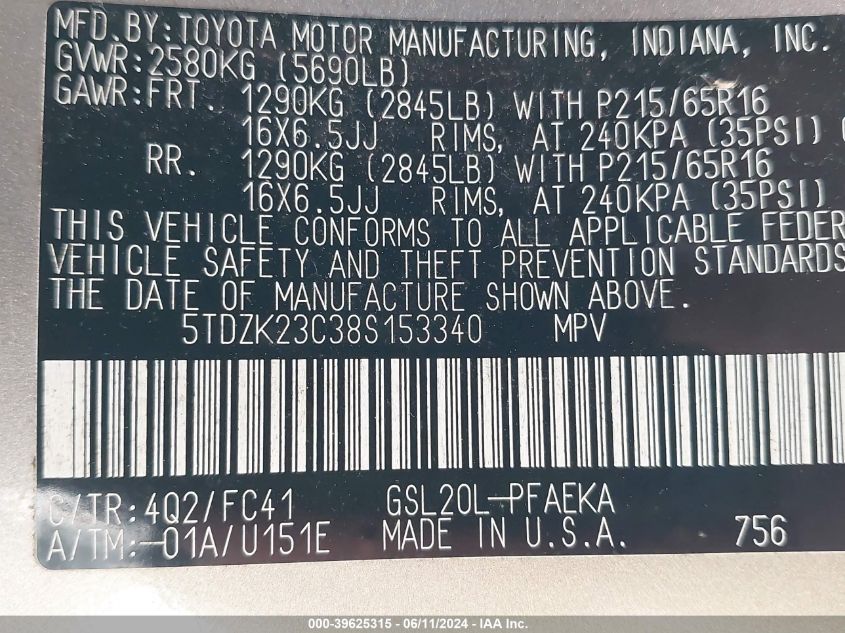 MFD.BY:TOYOTA MOTOR MANUFACTURING, INDIANA, INC.
GVWR:2580KG (5690LB)
GAWR:FRT. 1290KG (2845LB) WITH P215/65R16
16X6.5JJ RIMS, AT 240KPA (35PSI) (
RR. 1290KG (2845LB) WITH P215/65R16
16X6.5JJ RIMS, AT 240KPA (35PSI)
THIS VEHICLE CONFORMS TO ALL APPLICABLE FEDER
VEHICLE SAFETY AND THEFT PREVENTION STANDARDS
THE DATE OF MANUFACTURE SHOWN ABOVE.
5TDZK23C38S153340 MPV
C/TR:4Q2/FC41 GSL20L-PFAEKA
A/TM:-01A/U151E MADE IN U.S.A. 756
000-39625315 - 06/11/2024 - IAA Inc.